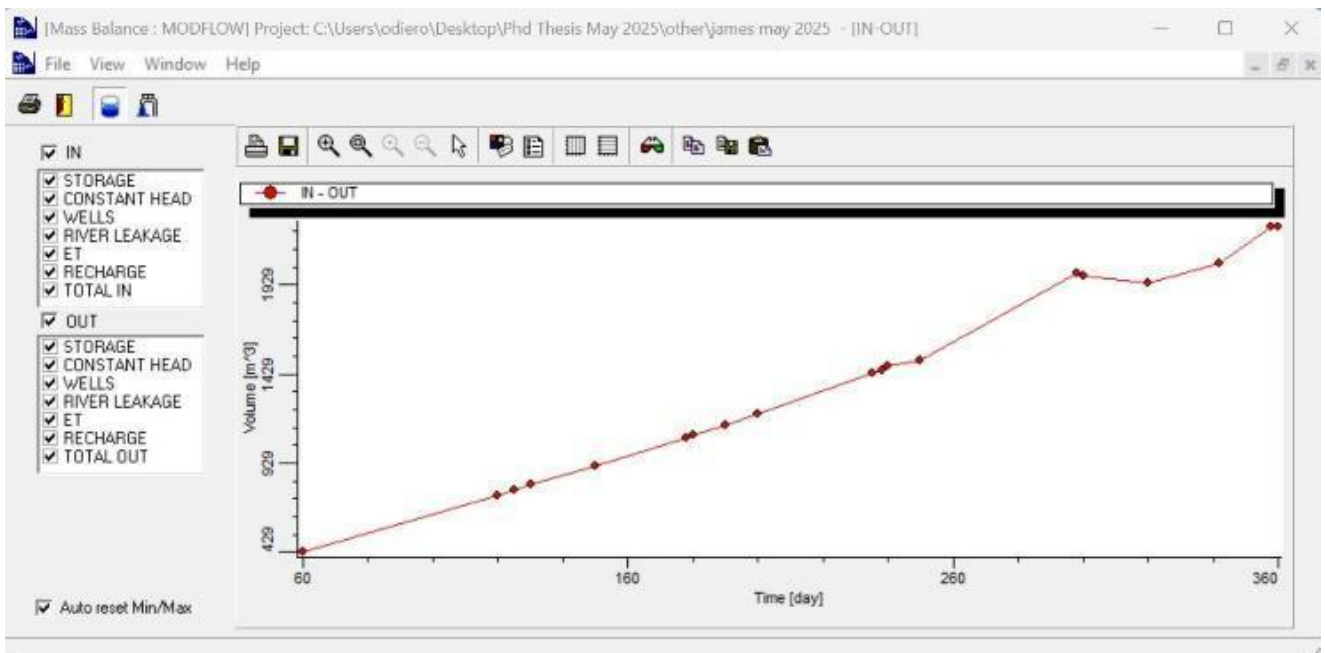 [Mass Balance : MODFLOW] Project: C:\Users\odiero\Desktop\Phd Thesis May 2025\other\james may 2025 - [IN-OUT]
File View Window Help
IN
STORAGE
CONSTANT HEAD
WELLS
RIVER LEAKAGE
ET
RECHARGE
TOTAL IN
OUT
STORAGE
CONSTANT HEAD
WELLS
RIVER LEAKAGE
ET
RECHARGE
TOTAL OUT
Auto reset Min/Max
IN - OUT
Volume [m^3]
1929
1429
929
429
60 160 260 360
Time [day]